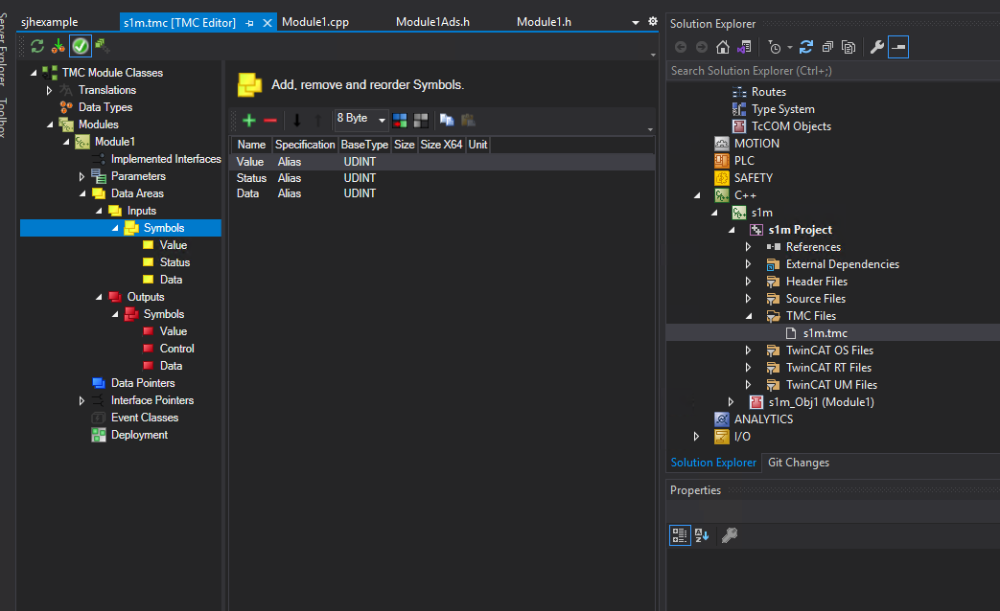 Server Explorer
Toolbox
sjhexample
s1m.tmc [TMC Editor]
Module1.cpp
Module1Ads.h
Module1.h
TMC Module Classes
Translations
Data Types
Modules
Module1
Implemented Interfaces
Parameters
Data Areas
Inputs
Symbols
Value
Status
Data
Outputs
Symbols
Value
Control
Data
Data Pointers
Interface Pointers
Event Classes
Deployment
Add, remove and reorder Symbols.
8 Byte
Name Specification BaseType Size Size X64 Unit
Value Alias UDINT
Status Alias UDINT
Data Alias UDINT
Solution Explorer
Search Solution Explorer (Ctrl+;)
Routes
Type System
TcCOM Objects
MOTION
PLC
SAFETY
C++
s1m
s1m Project
References
External Dependencies
Header Files
Source Files
TMC Files
s1m.tmc
TwinCAT OS Files
TwinCAT RT Files
TwinCAT UM Files
s1m_Obj1 (Module1)
ANALYTICS
I/O
Solution Explorer
Git Changes
Properties